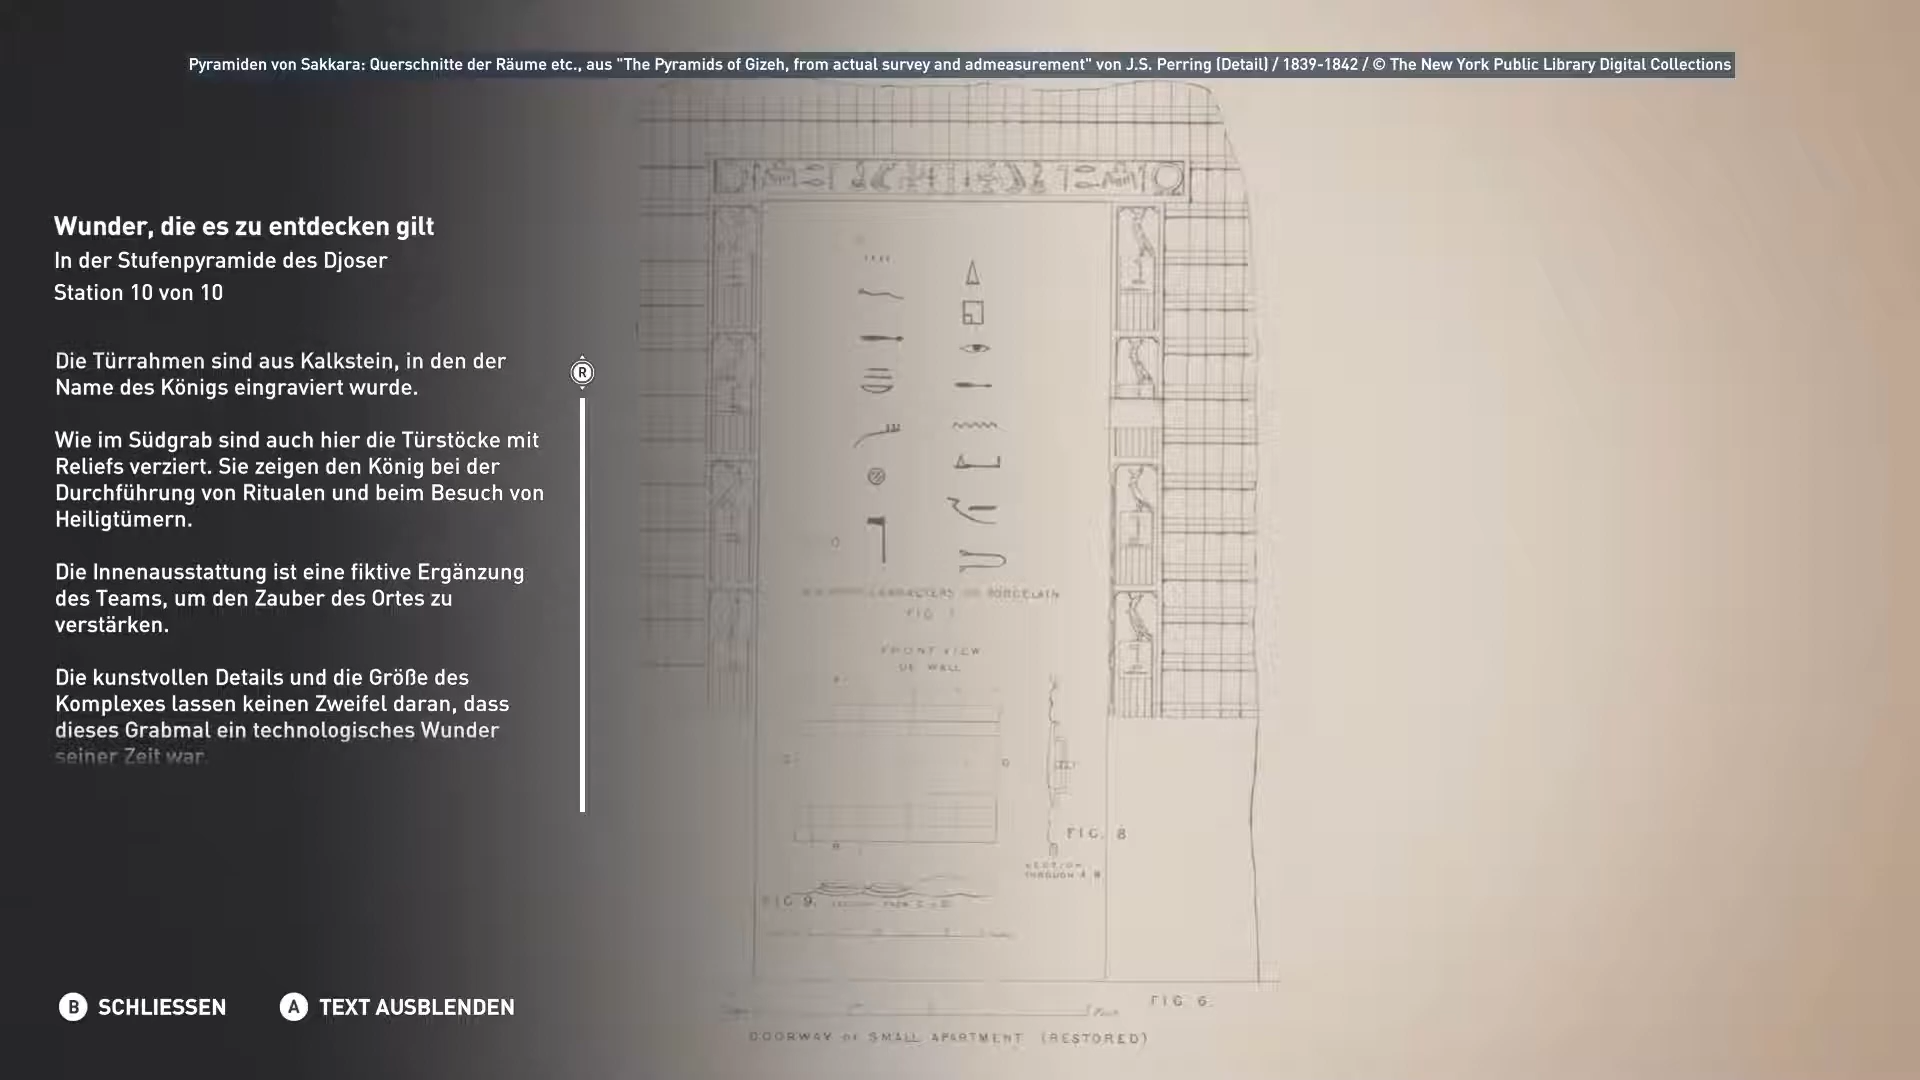 Pyramiden von Sakkara: Querschnitte der Räume etc., aus "The Pyramids of Gizeh, from actual survey and admeasurement" von J.S. Perring (Detail) / 1839-1842 / © The New York Public Library Digital Collections
Wunder, die es zu entdecken gilt
In der Stufenpyramide des Djoser
Station 10 von 10
Die Türrahmen sind aus Kalkstein, in den der
Name des Königs eingraviert wurde.
Wie im Südgrab sind auch hier die Türstöcke mit
Reliefs verziert. Sie zeigen den König bei der
Durchführung von Ritualen und beim Besuch von
Heiligtümern.
Die Innenausstattung ist eine fiktive Ergänzung
des Teams, um den Zauber des Ortes zu
verstärken.
Die kunstvollen Details und die Größe des
Komplexes lassen keinen Zweifel daran, dass
dieses Grabmal ein technologisches Wunder
seiner Zeit war.
R
CHARACTERS IN PORCELAIN
FIG
FRONT VIEW
OF WALL
FIG. 8
SECTION
THROUGH A B
FIG 9.
FIG 6.
DOORWAY OF SMALL APARTMENT (RESTORED)
B SCHLIESSEN
A TEXT AUSBLENDEN